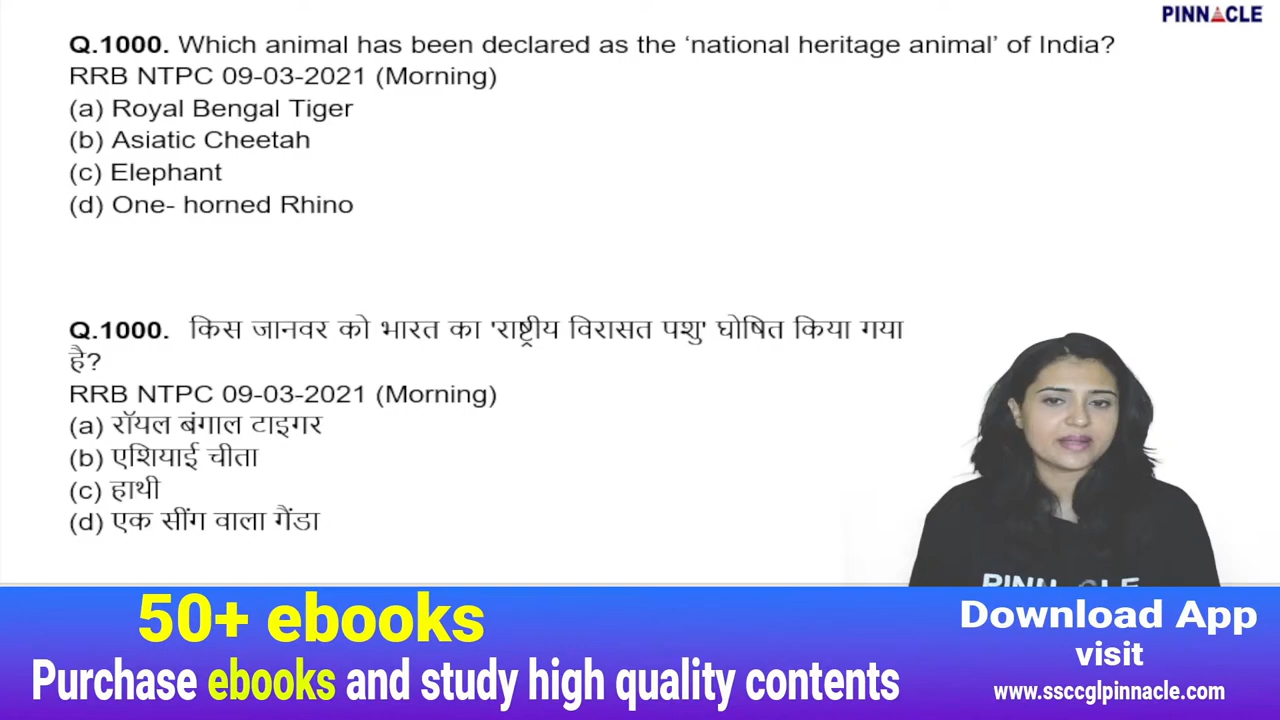 PINNACLE
Q.1000. Which animal has been declared as the ‘national heritage animal’ of India?
RRB NTPC 09-03-2021 (Morning)
(a) Royal Bengal Tiger
(b) Asiatic Cheetah
(c) Elephant
(d) One- horned Rhino
Q.1000. किस जानवर को भारत का 'राष्ट्रीय विरासत पशु' घोषित किया गया
है?
RRB NTPC 09-03-2021 (Morning)
(a) रॉयल बंगाल टाइगर
(b) एशियाई चीता
(c) हाथी
(d) एक सींग वाला गैंडा
PINNACLE
50+ ebooks
Purchase ebooks and study high quality contents
Download App
visit
www.ssccglpinnacle.com